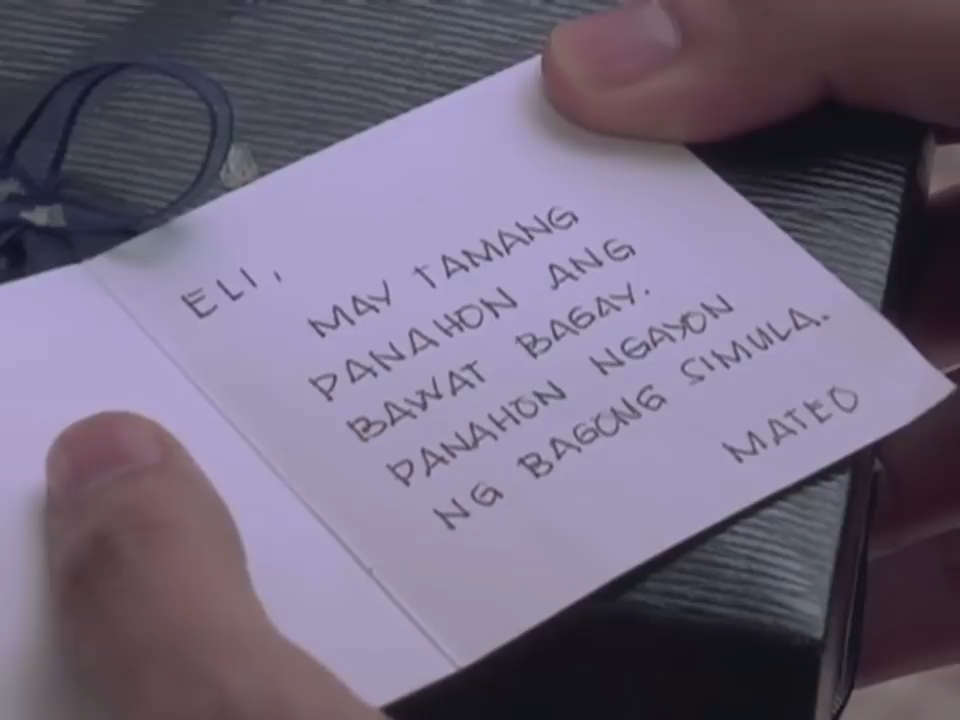 ELI,
MAY TAMANG
PANAHON ANG
BAWAT BAGAY.
PANAHON NGAYON
NG BAGONG SIMULA.
MATEO